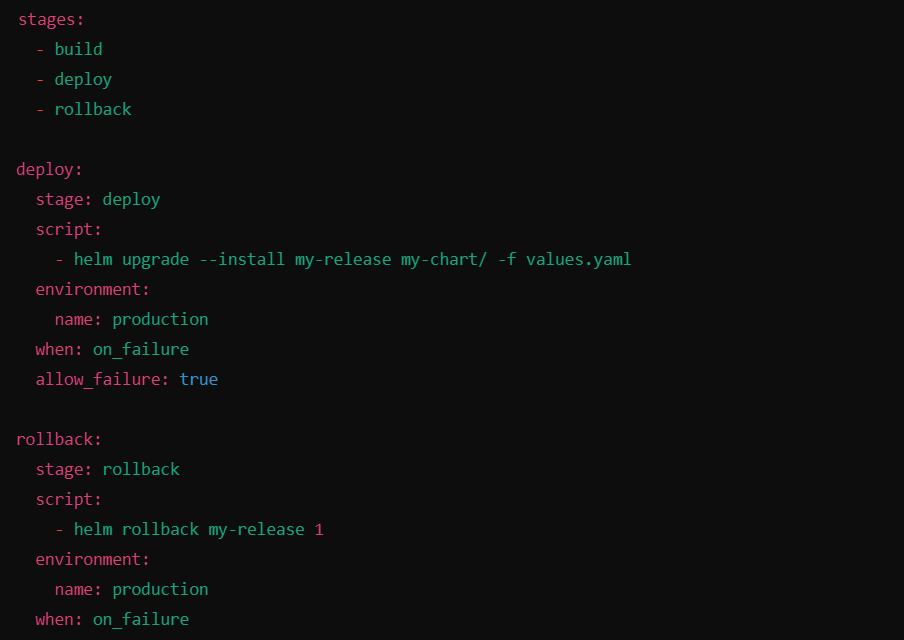 stages:
  - build
  - deploy
  - rollback

deploy:
  stage: deploy
  script:
    - helm upgrade --install my-release my-chart/ -f values.yaml
  environment:
    name: production
  when: on_failure
  allow_failure: true

rollback:
  stage: rollback
  script:
    - helm rollback my-release 1
  environment:
    name: production
  when: on_failure